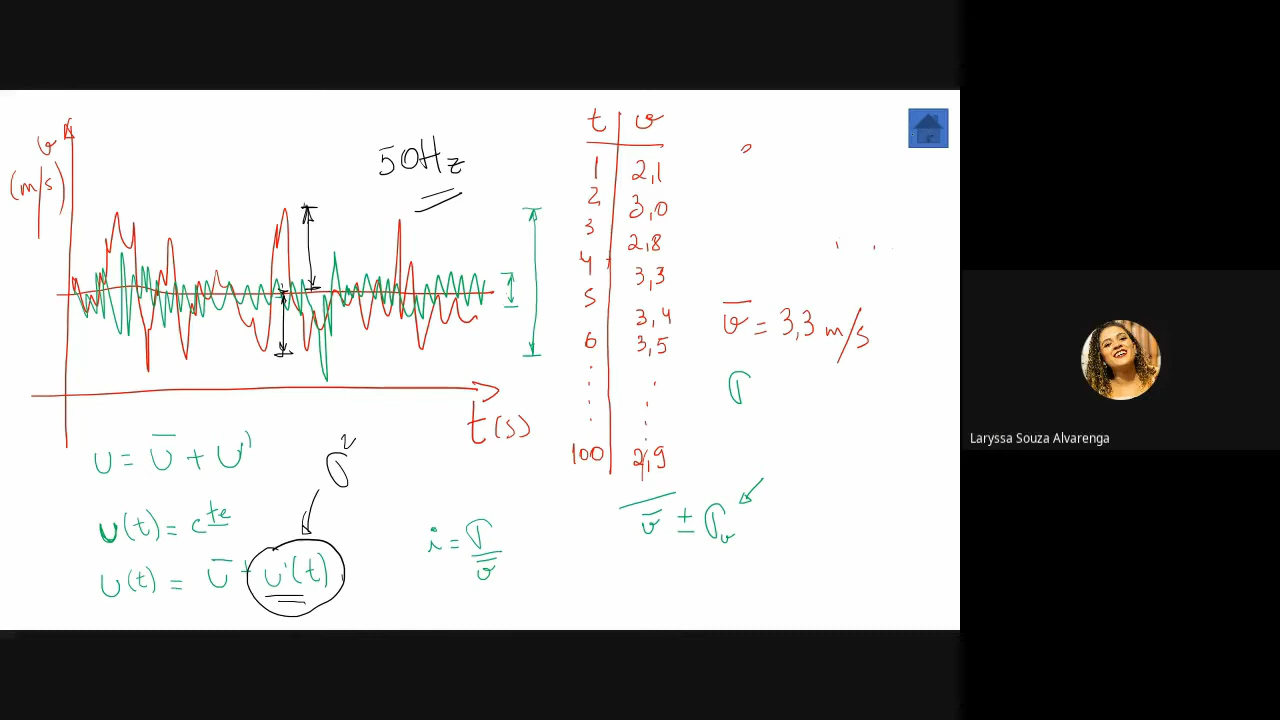 v
(m/s)
50Hz
t(s)
t v
1 2,1
2 3,0
3 2,8
4 3,3
5 3,4
6 3,5
100 2,9
v̅ = 3,3 m/s
σ
v̅ ± σv
U = U̅ + U'
σ²
u(t) = cte
U(t) = U̅ + u'(t)
i = σ/v̅
Laryssa Souza Alvarenga